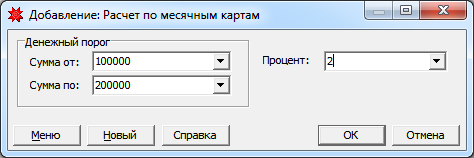 Добавление: Расчет по месячным картам
Денежный порог
Сумма от: 100000
Процент: 2
Сумма по: 200000
Меню Новый Справка ОК Отмена